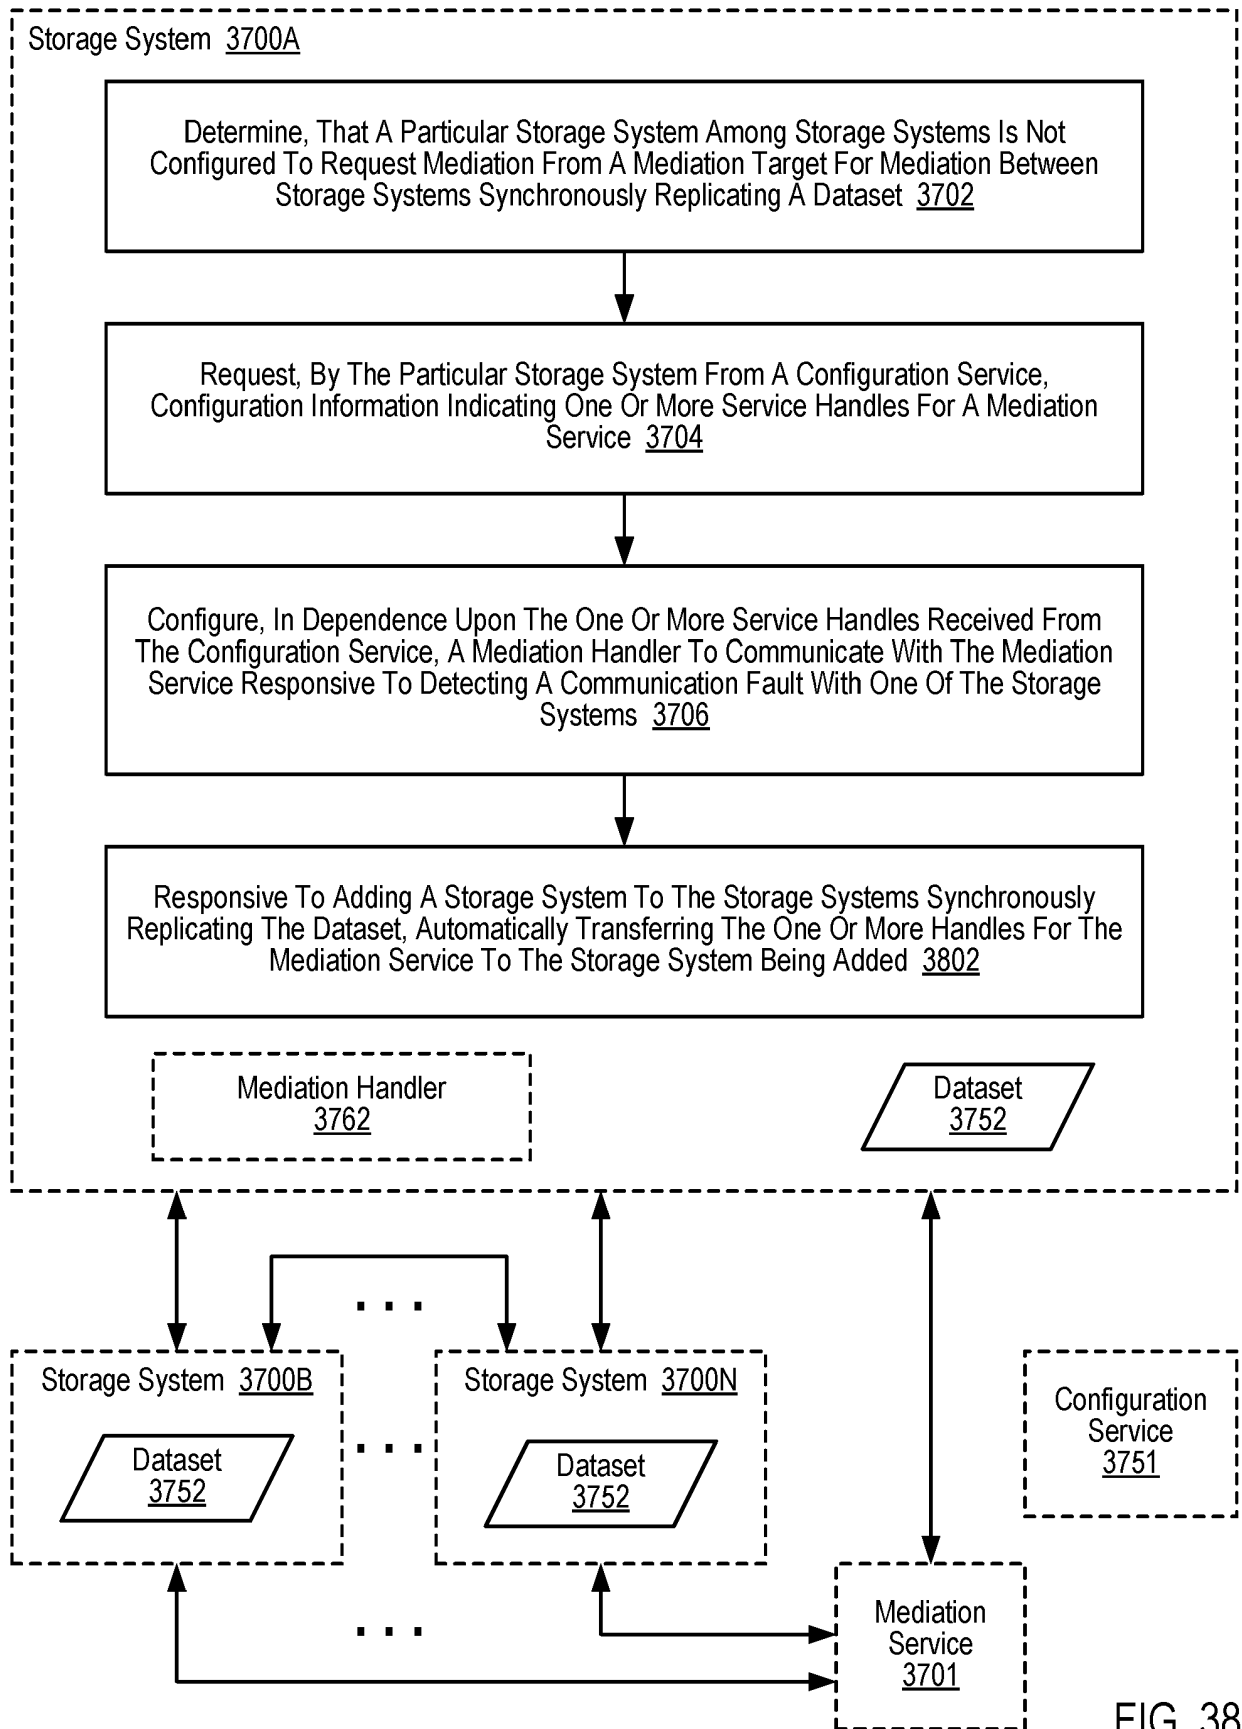 Storage System 3700A
Determine, That A Particular Storage System Among Storage Systems Is Not
Configured To Request Mediation From A Mediation Target For Mediation Between
Storage Systems Synchronously Replicating A Dataset 3702
Request, By The Particular Storage System From A Configuration Service,
Configuration Information Indicating One Or More Service Handles For A Mediation
Service 3704
Configure, In Dependence Upon The One Or More Service Handles Received From
The Configuration Service, A Mediation Handler To Communicate With The Mediation
Service Responsive To Detecting A Communication Fault With One Of The Storage
Systems 3706
Responsive To Adding A Storage System To The Storage Systems Synchronously
Replicating The Dataset, Automatically Transferring The One Or More Handles For The
Mediation Service To The Storage System Being Added 3802
Mediation Handler
3762
Dataset
3752
Storage System 3700B
Dataset
3752
Storage System 3700N
Dataset
3752
Configuration
Service
3751
Mediation
Service
3701
FIG. 38